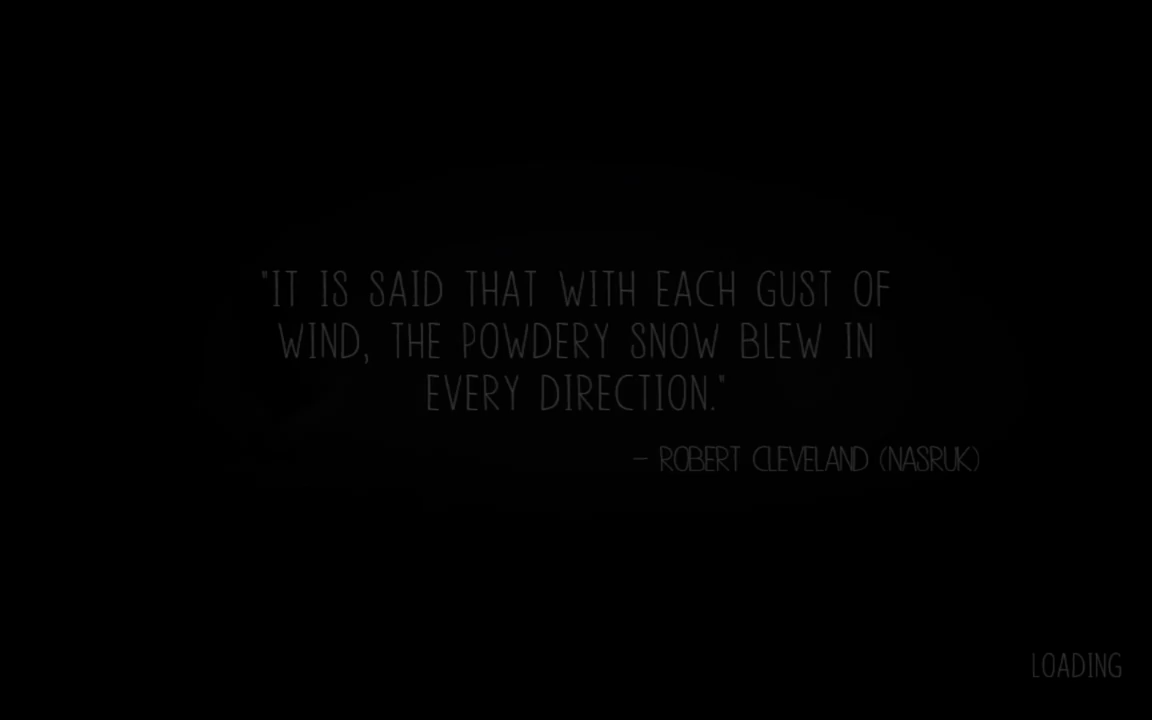 "IT IS SAID THAT WITH EACH GUST OF
WIND, THE POWDERY SNOW BLEW IN
EVERY DIRECTION."
– ROBERT CLEVELAND (NASRUK)
LOADING